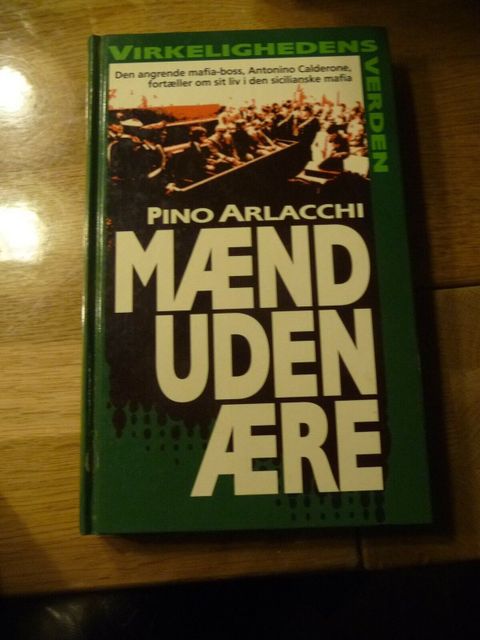 VIRKELIGHEDENS
VERDEN
Den angrende mafia-boss, Antonino Calderone,
fortæller om sit liv i den sicilianske mafia
PINO ARLACCHI
MÆND
UDEN
ÆRE